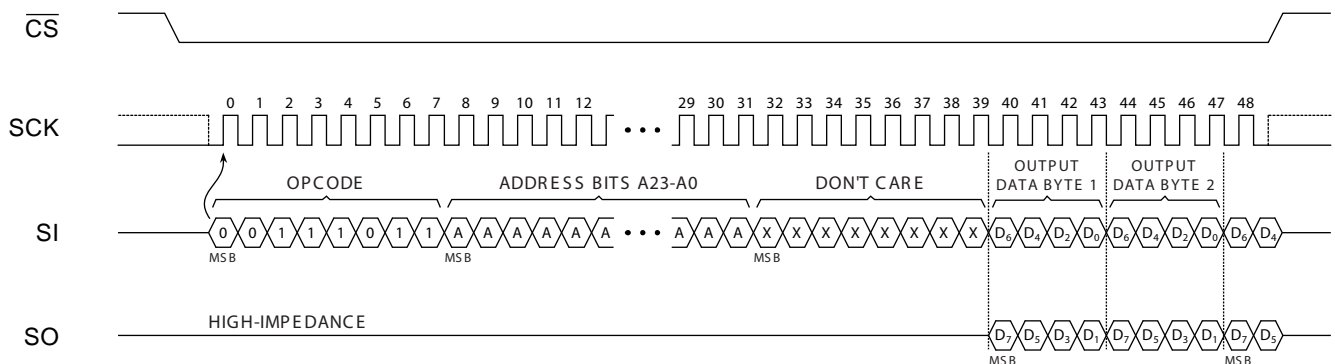 CS
SCK
0 1 2 3 4 5 6 7 8 9 10 11 12 29 30 31 32 33 34 35 36 37 38 39 40 41 42 43 44 45 46 47 48
OPCODE ADDRESS BITS A23-A0 DON'T CARE OUTPUT DATA BYTE 1 OUTPUT DATA BYTE 2
SI
0 0 1 1 1 0 1 1 A A A A A A A A A X X X X X X X X D6 D4 D2 D0 D6 D4 D2 D0 D6 D4
MSB MSB MSB
HIGH-IMPEDANCE
SO
D7 D5 D3 D1 D7 D5 D3 D1 D7 D5
MSB MSB